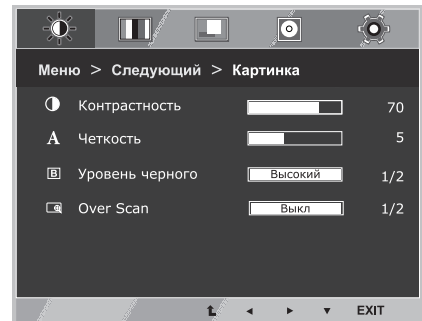 Меню > Следующий > Картинка
Контрастность 70
A Четкость 5
B Уровень черного Высокий 1/2
Over Scan Выкл 1/2
EXIT